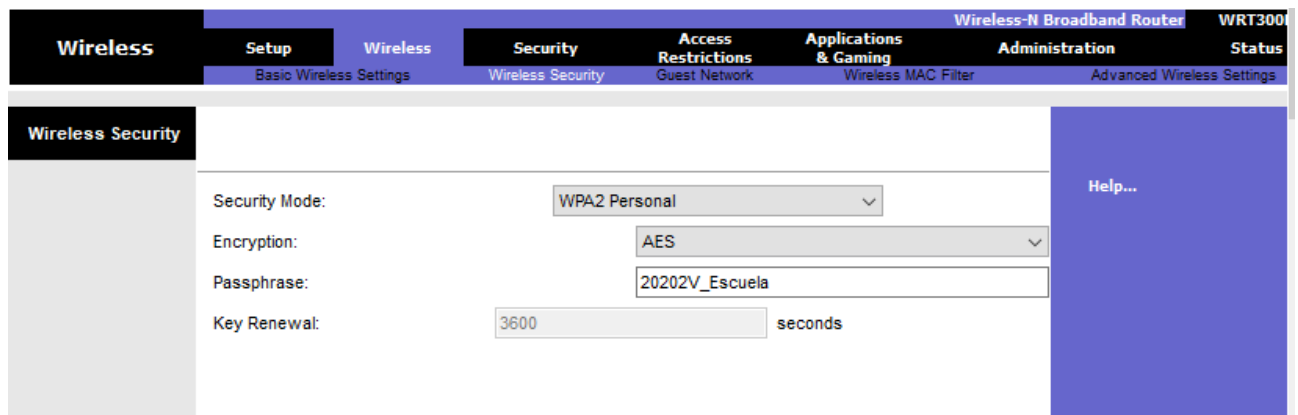 Wireless-N Broadband Router WRT300
Wireless
Setup Wireless Security Access Restrictions Applications & Gaming Administration Status
Basic Wireless Settings Wireless Security Guest Network Wireless MAC Filter Advanced Wireless Settings
Wireless Security
Help...
Security Mode: WPA2 Personal
Encryption: AES
Passphrase: 20202V_Escuela
Key Renewal: 3600 seconds